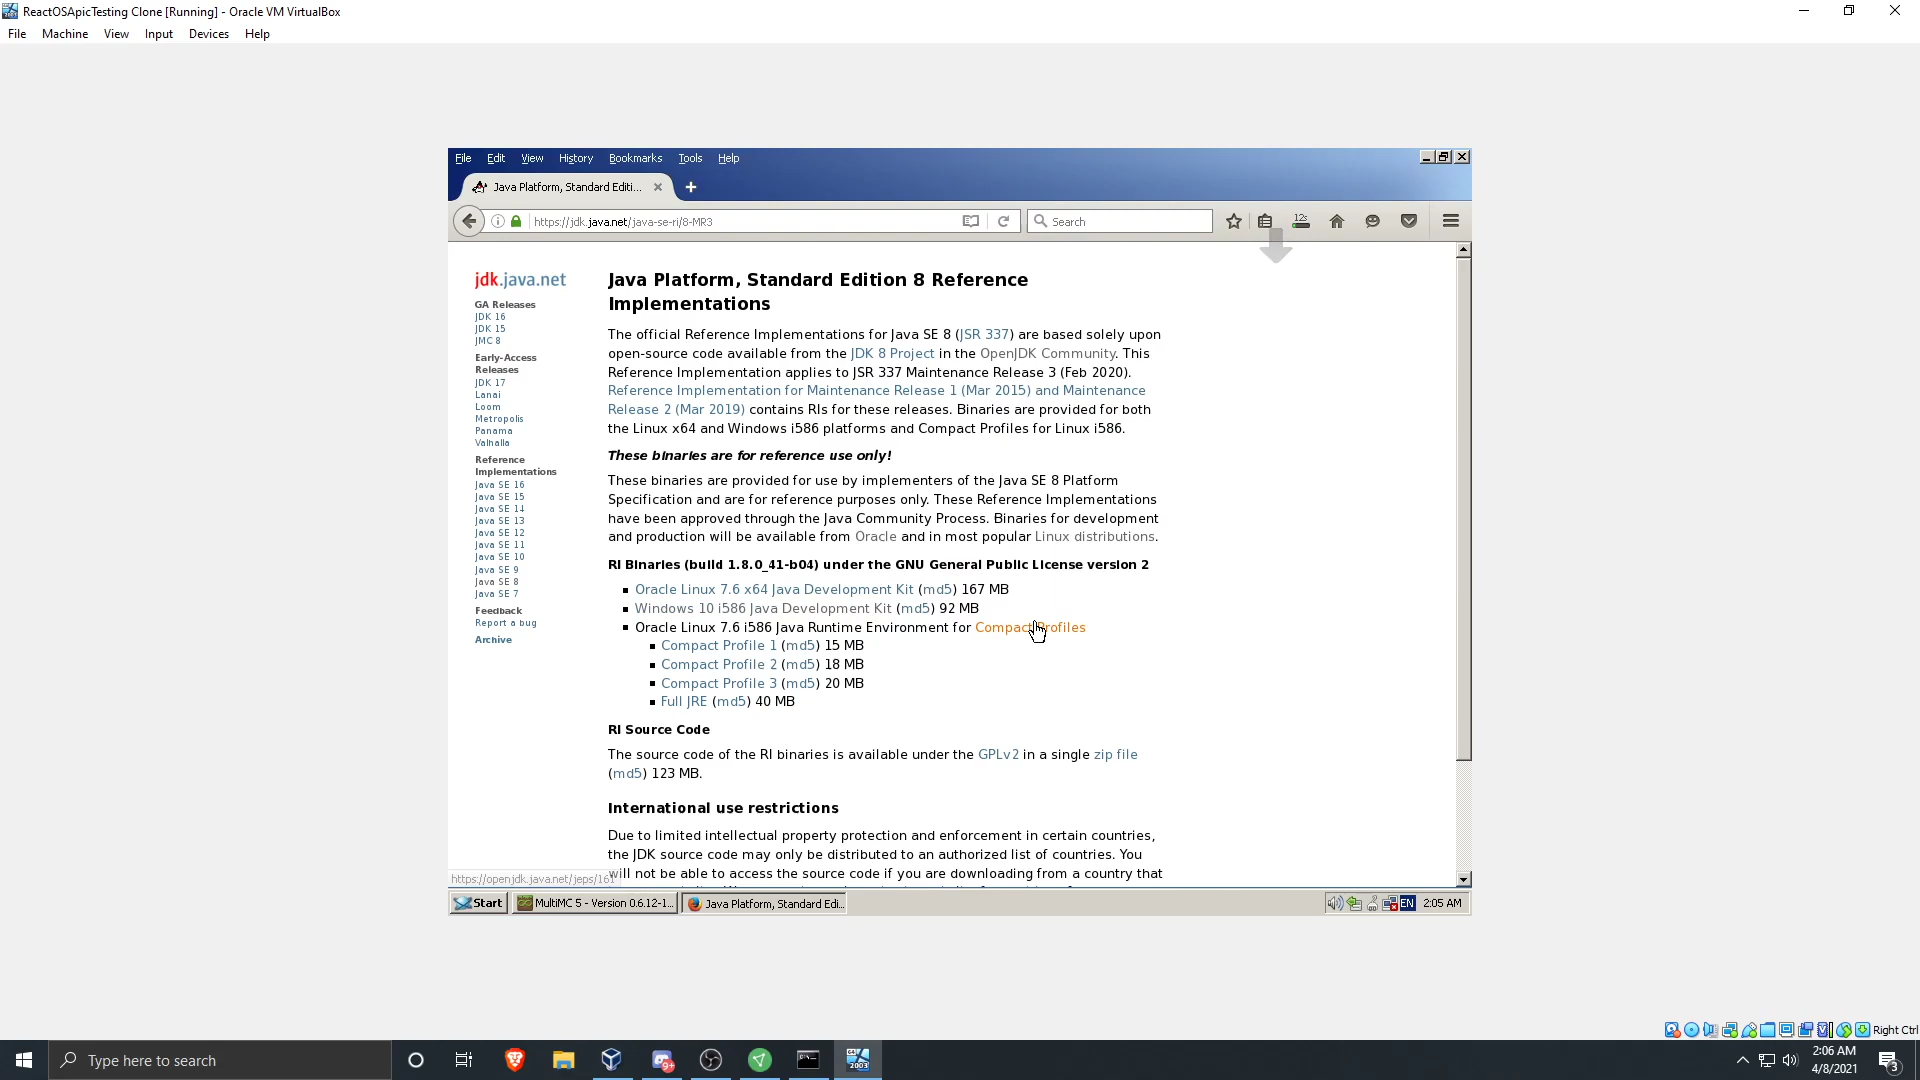 ReactOSApicTesting Clone [Running] - Oracle VM VirtualBox
File Machine View Input Devices Help
File Edit View History Bookmarks Tools Help
Java Platform, Standard Editi...
https://jdk.java.net/java-se-ri/8-MR3
Search
12s
jdk.java.net
GA Releases
JDK 16
JDK 15
JMC 8
Early-Access
Releases
JDK 17
Lanai
Loom
Metropolis
Panama
Valhalla
Reference
Implementations
Java SE 16
Java SE 15
Java SE 14
Java SE 13
Java SE 12
Java SE 11
Java SE 10
Java SE 9
Java SE 8
Java SE 7
Feedback
Report a bug
Archive
Java Platform, Standard Edition 8 Reference
Implementations
The official Reference Implementations for Java SE 8 (JSR 337) are based solely upon
open-source code available from the JDK 8 Project in the OpenJDK Community. This
Reference Implementation applies to JSR 337 Maintenance Release 3 (Feb 2020).
Reference Implementation for Maintenance Release 1 (Mar 2015) and Maintenance
Release 2 (Mar 2019) contains RIs for these releases. Binaries are provided for both
the Linux x64 and Windows i586 platforms and Compact Profiles for Linux i586.
These binaries are for reference use only!
These binaries are provided for use by implementers of the Java SE 8 Platform
Specification and are for reference purposes only. These Reference Implementations
have been approved through the Java Community Process. Binaries for development
and production will be available from Oracle and in most popular Linux distributions.
RI Binaries (build 1.8.0_41-b04) under the GNU General Public License version 2
Oracle Linux 7.6 x64 Java Development Kit (md5) 167 MB
Windows 10 i586 Java Development Kit (md5) 92 MB
Oracle Linux 7.6 i586 Java Runtime Environment for Compact Profiles
Compact Profile 1 (md5) 15 MB
Compact Profile 2 (md5) 18 MB
Compact Profile 3 (md5) 20 MB
Full JRE (md5) 40 MB
RI Source Code
The source code of the RI binaries is available under the GPLv2 in a single zip file
(md5) 123 MB.
International use restrictions
Due to limited intellectual property protection and enforcement in certain countries,
the JDK source code may only be distributed to an authorized list of countries. You
will not be able to access the source code if you are downloading from a country that
https://openjdk.java.net/jeps/161
Start MultiMC 5 - Version 0.6.12-1... Java Platform, Standard Edi... EN 2:05 AM
Right Ctrl
Type here to search
9+
2003
2:06 AM
4/8/2021
3